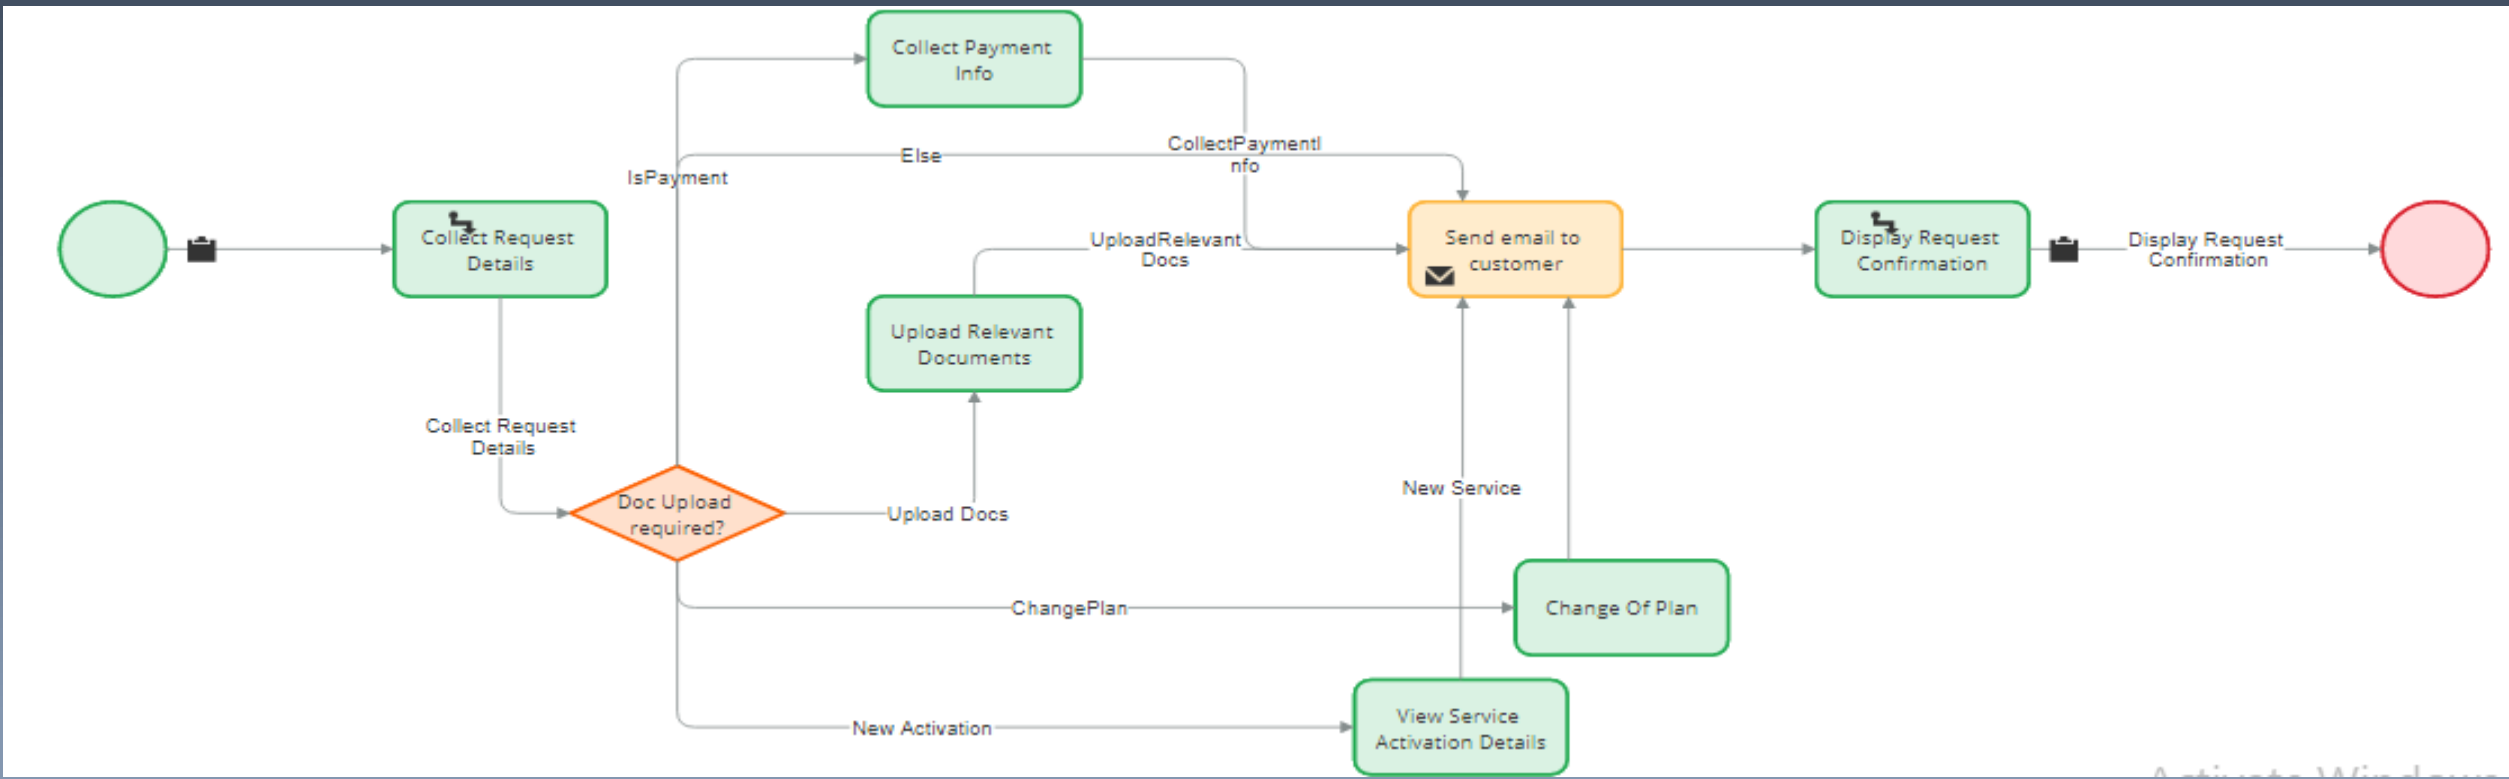 Collect Payment
Info
CollectPaymentI
nfo
Else
IsPayment
Collect Request
Details
UploadRelevant
Docs
Send email to
customer
Display Request
Confirmation
Display Request
Confirmation
Upload Relevant
Documents
Collect Request
Details
Doc Upload
required?
Upload Docs
New Service
ChangePlan
Change Of Plan
New Activation
View Service
Activation Details
Activate Windows